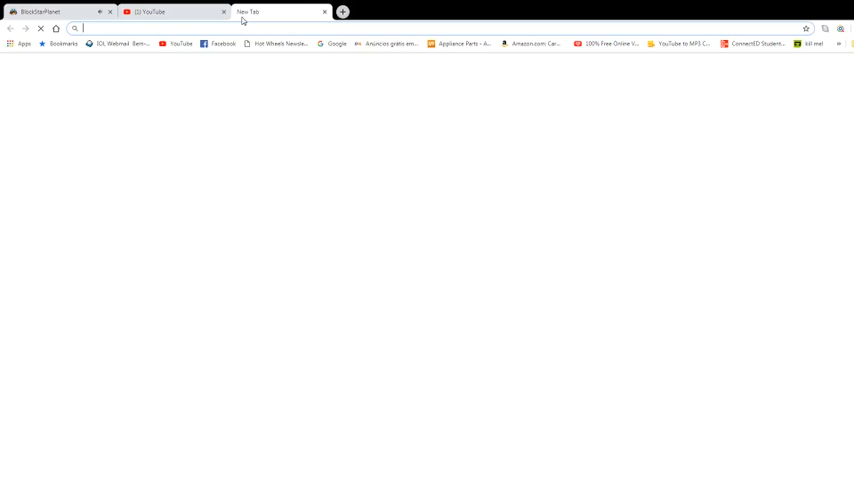 BlockStarPlanet (1) YouTube New Tab
Apps Bookmarks IOL Webmail Bem-... YouTube Facebook Hot Wheels Newsle... Google Anúncios grátis em... Appliance Parts - A... Amazon.com: Car... 100% Free Online V... YouTube to MP3 C... ConnectED Student... kill me! »